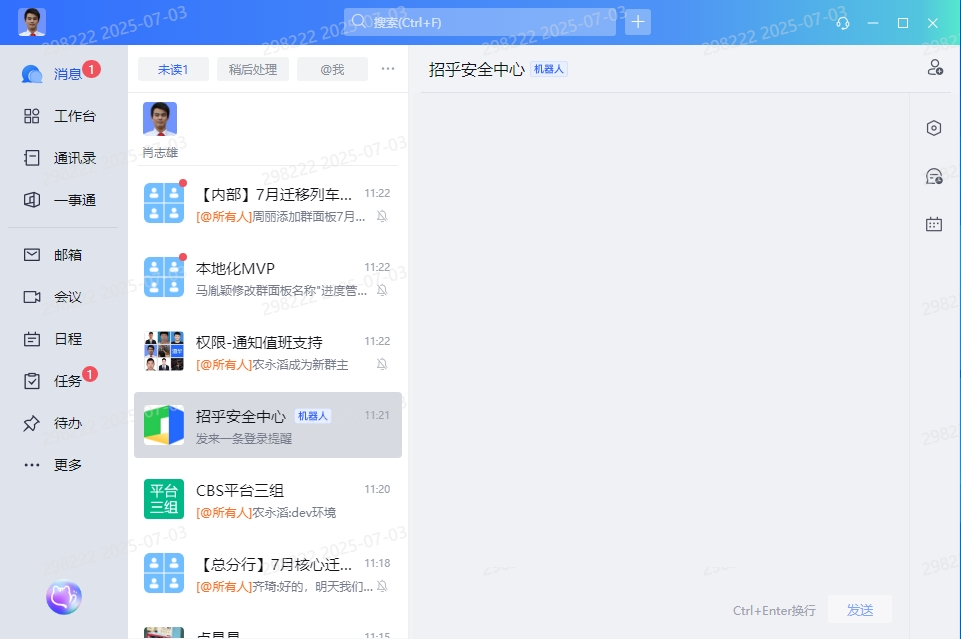 搜索(Ctrl+F)
消息
1
工作台
通讯录
一事通
邮箱
会议
日程
任务
1
待办
更多
未读1
稍后处理
@我
肖志雄
【内部】7月迁移列车...
11:22
[@所有人]周丽添加群面板7月...
本地化MVP
11:22
马胤颖修改群面板名称"进度管...
权限-通知值班支持
11:22
[@所有人]农永滔成为新群主
招乎安全中心
机器人
11:21
发来一条登录提醒
平台
三组
CBS平台三组
11:20
[@所有人]农永滔:dev环境
【总分行】7月核心迁...
11:18
[@所有人]齐琦:好的，明天我们...
11:15
招乎安全中心
机器人
Ctrl+Enter换行
发送
298222 2025-07-03